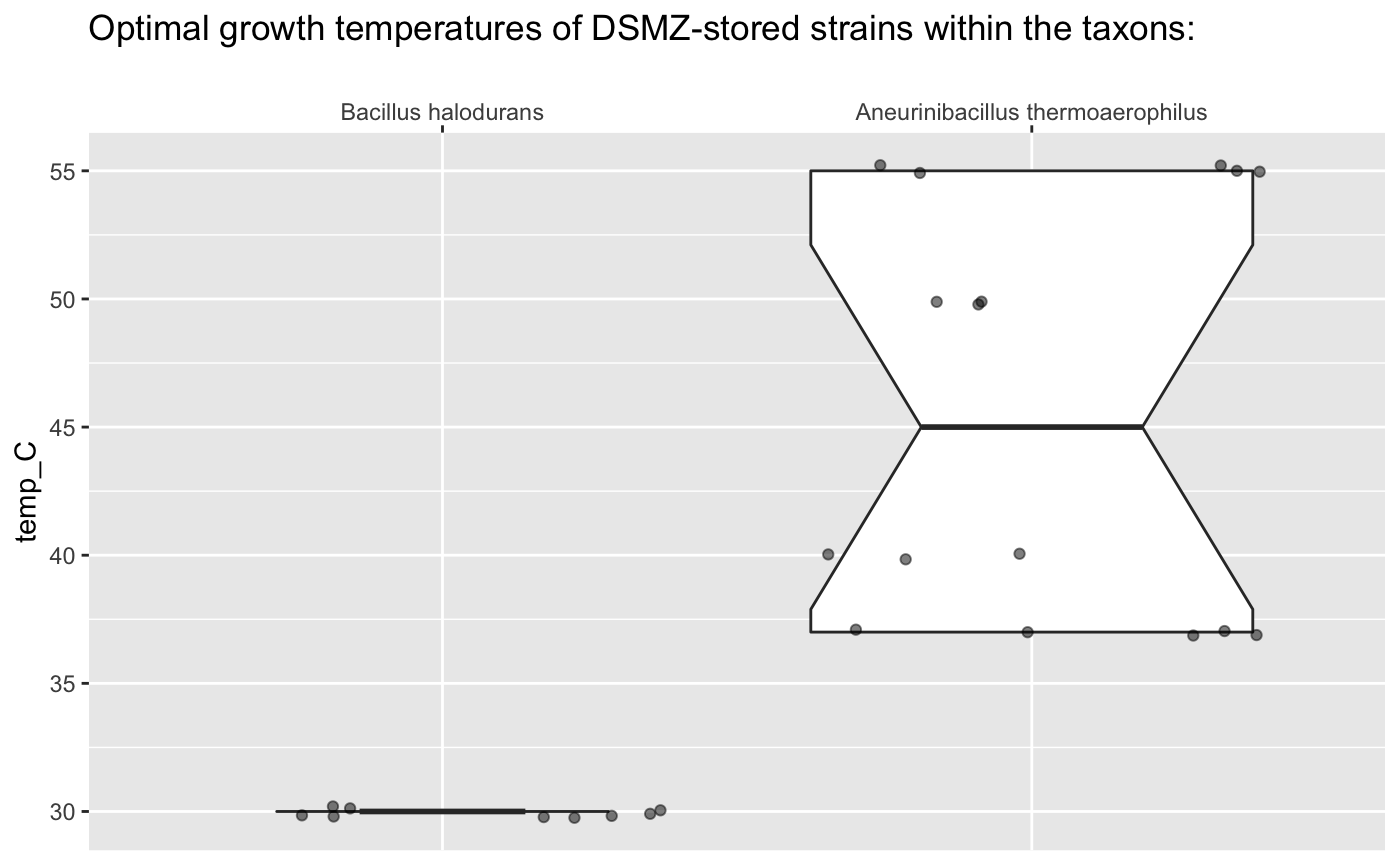 Optimal growth temperatures of DSMZ-stored strains within the taxons:
Bacillus halodurans
Aneurinibacillus thermoaerophilus
55
50
45
40
35
30
temp_C